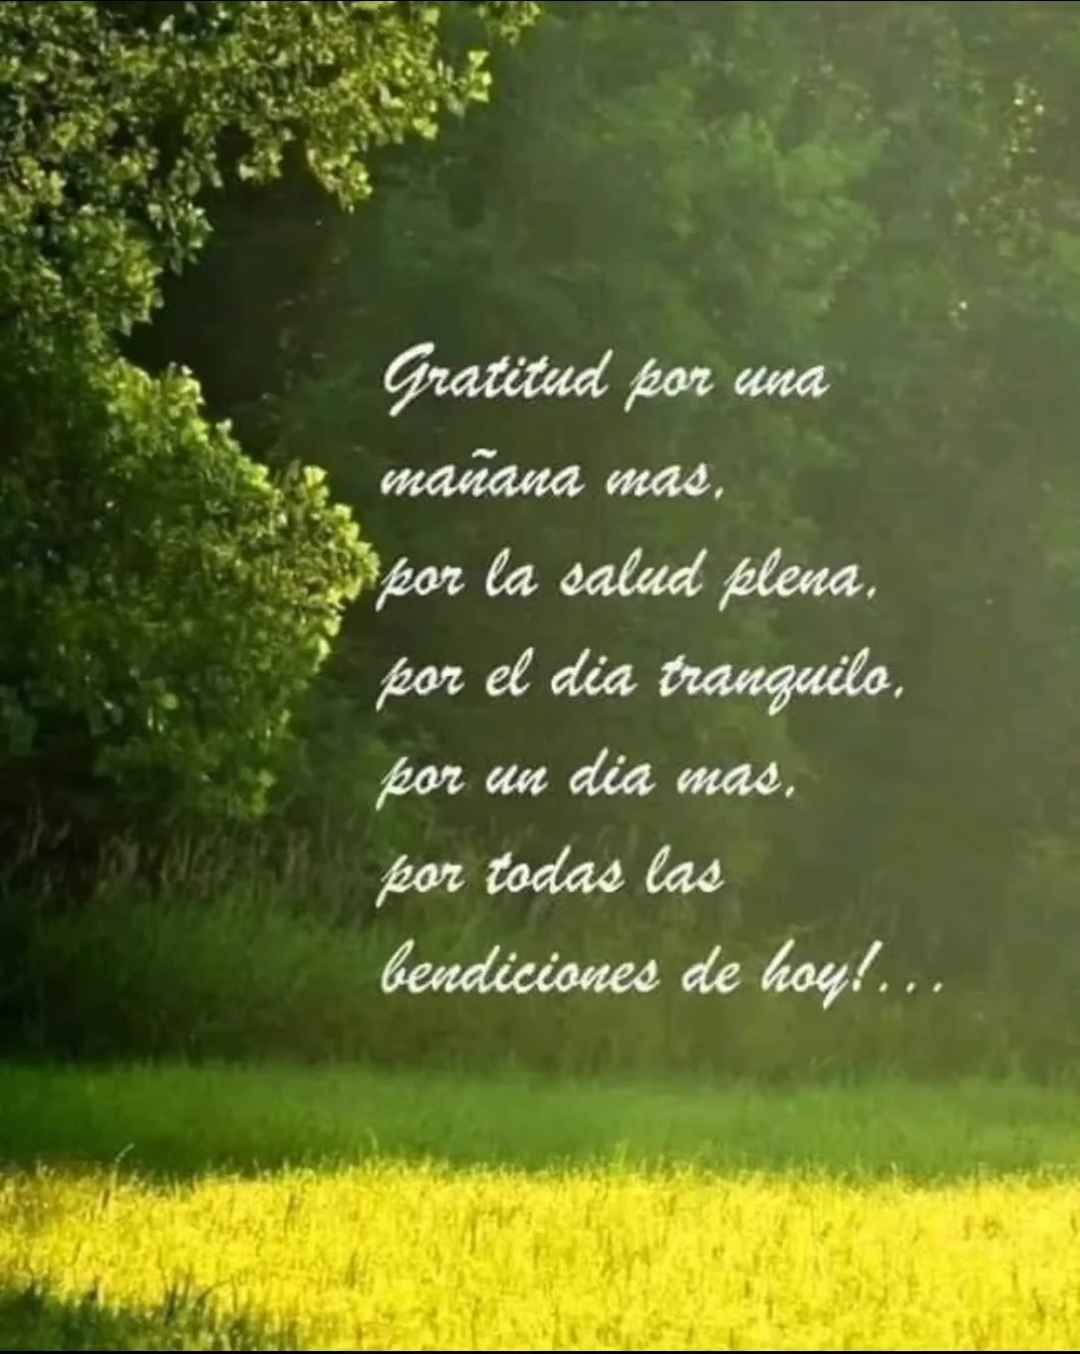 Gratitud por una
mañana mas,
por la salud plena,
por el dia tranquilo,
por un dia mas,
por todas las
bendiciones de hoy!...